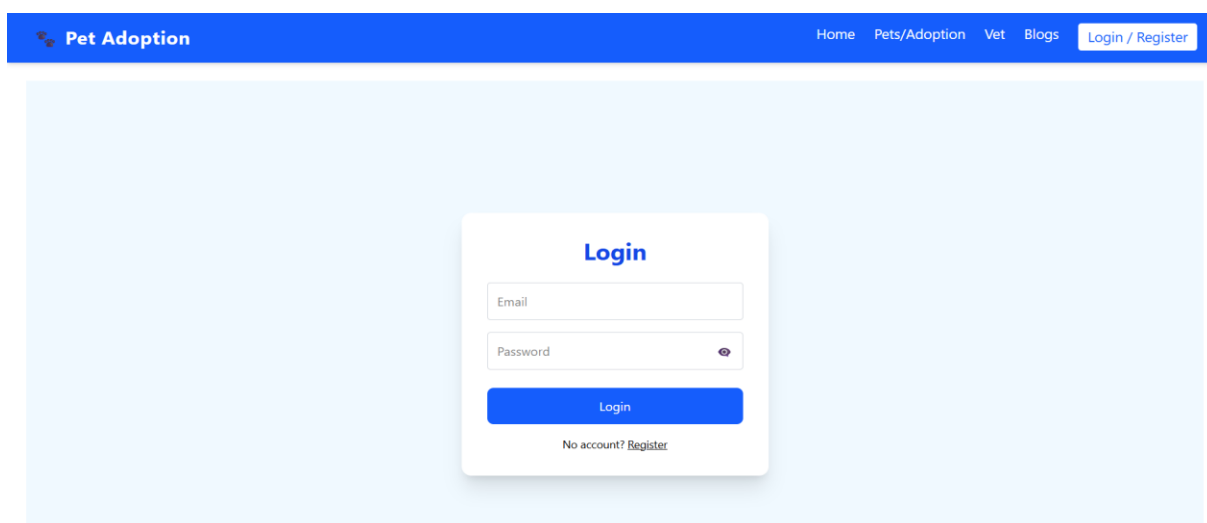 Pet Adoption
Home Pets/Adoption Vet Blogs Login / Register
Login
Email
Password
Login
No account? Register